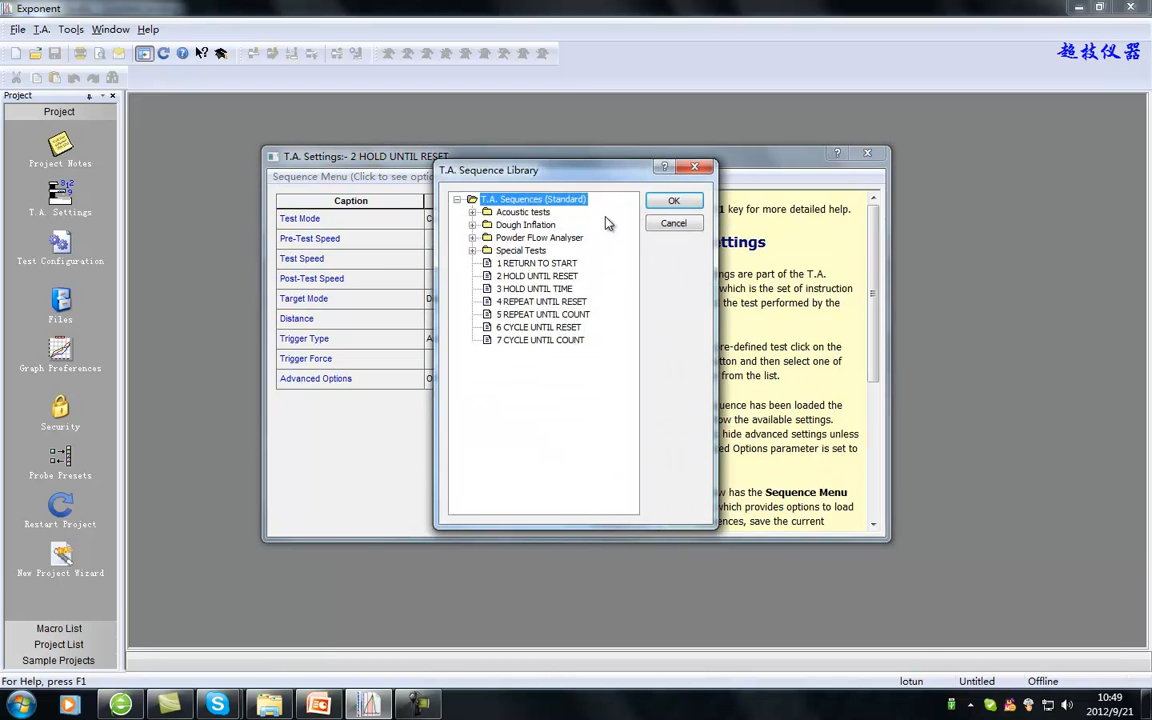 Exponent
File T.A. Tools Window Help
超技仪器
Project
Project
Project Notes
T.A. Settings
Test Configuration
Files
Graph Preferences
Security
Probe Presets
Restart Project
New Project Wizard
Macro List
Project List
Sample Projects
T.A. Settings:- 2 HOLD UNTIL RESET
Sequence Menu (Click to see optio
Caption
Test Mode
Pre-Test Speed
Test Speed
Post-Test Speed
Target Mode
Distance
Trigger Type
Trigger Force
Advanced Options
T.A. Sequence Library
T.A. Sequences (Standard)
Acoustic tests
Dough Inflation
Powder FLow Analyser
Special Tests
1 RETURN TO START
2 HOLD UNTIL RESET
3 HOLD UNTIL TIME
4 REPEAT UNTIL RESET
5 REPEAT UNTIL COUNT
6 CYCLE UNTIL RESET
7 CYCLE UNTIL COUNT
OK
Cancel
1 key for more detailed help.
ttings
ngs are part of the T.A.
which is the set of instruction
the test performed by the
re-defined test click on the
tton and then select one of
from the list.
uence has been loaded the
ow the available settings.
hide advanced settings unless
ed Options parameter is set to
w has the Sequence Menu
which provides options to load
ences, save the current
For Help, press F1
lotun Untitled Offline
10:49
2012/9/21